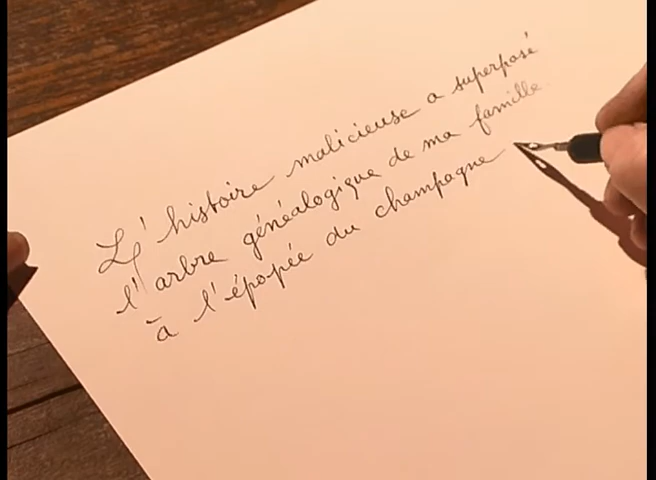 L'histoire malicieuse a superposé
l'arbre généalogique de ma famille
à l'épopée du champagne